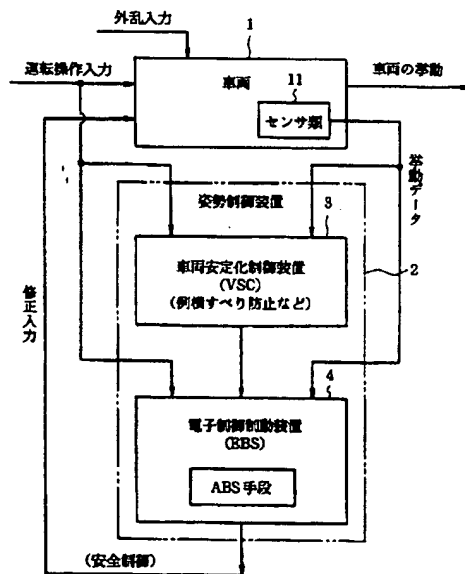 外乱入力
1
運転操作入力
車両
車両の挙動
11
センサ類
挙動データ
姿勢制御装置
3
2
車両安定化制御装置
(VSC)
(例横すべり防止など)
修正入力
4
電子制御制動装置
(EBS)
ABS手段
(安全制御)